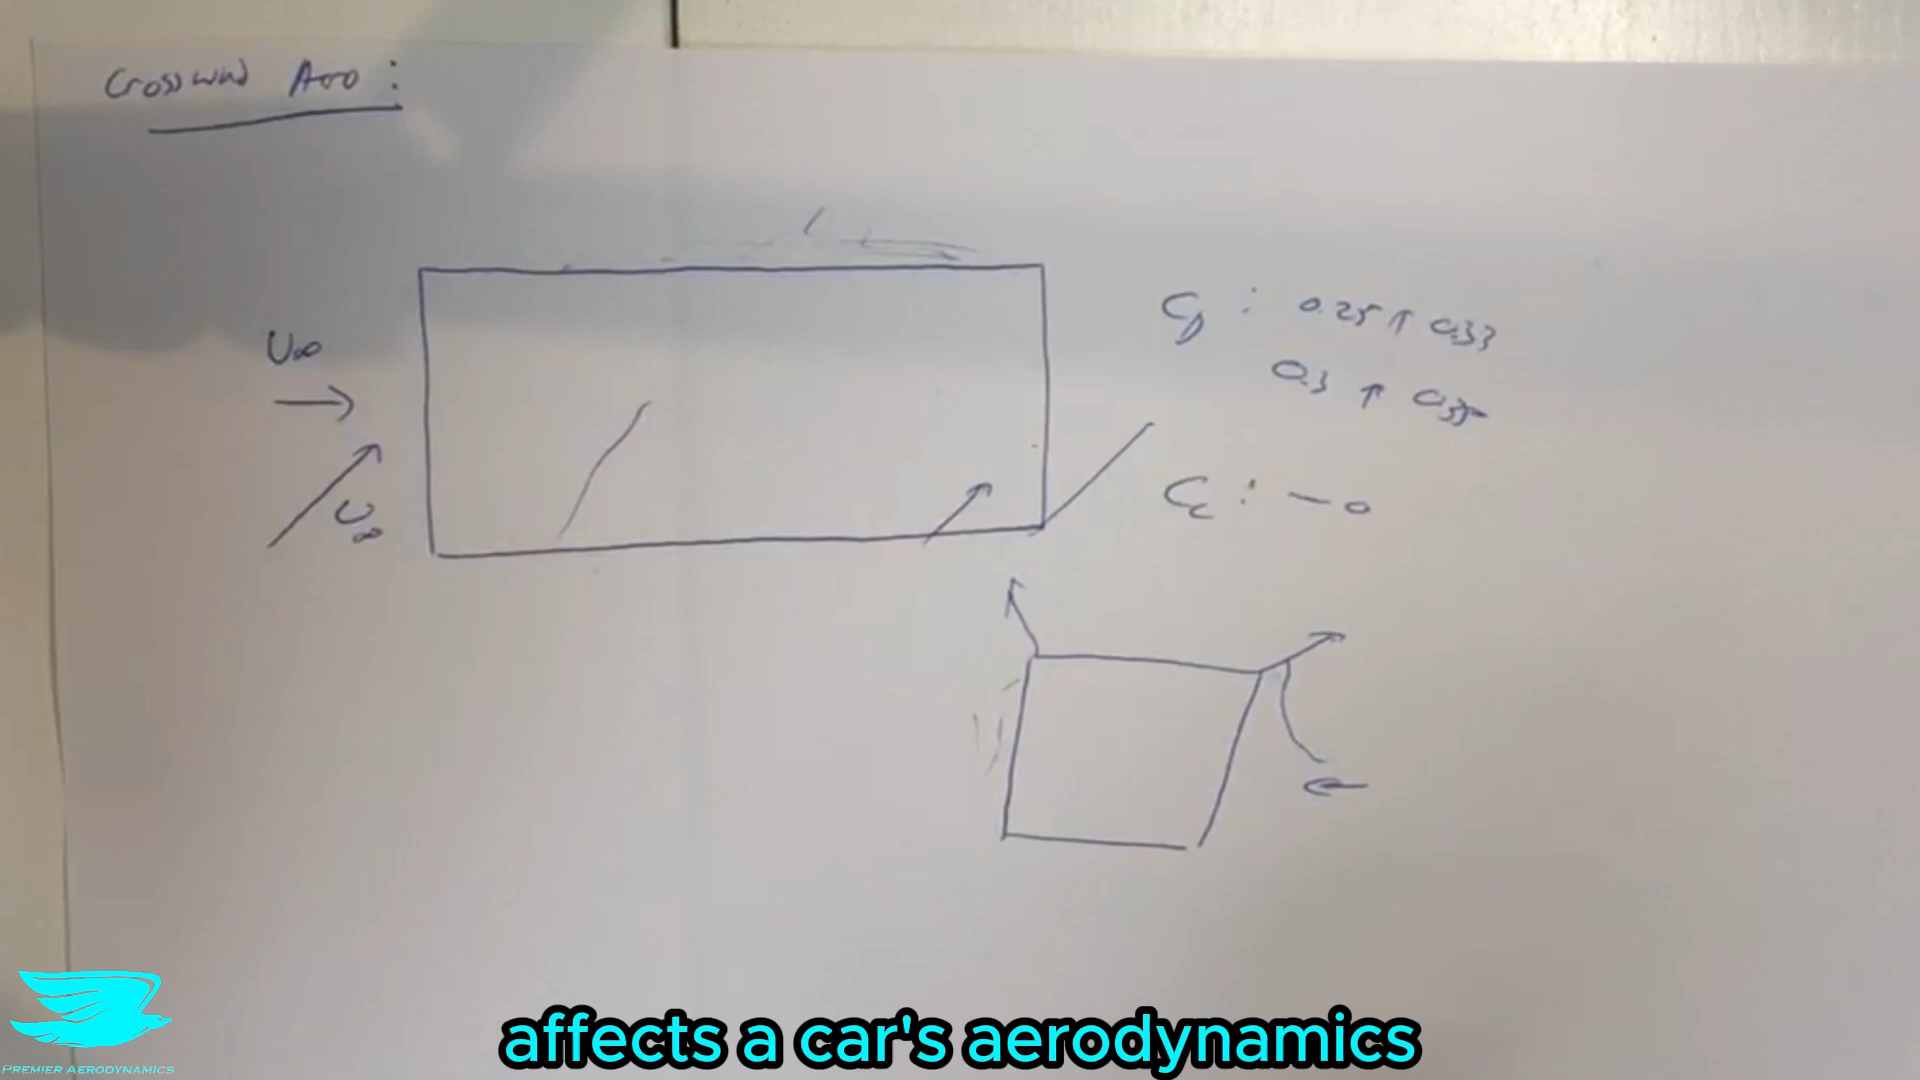 Crosswind Aero :
U∞
U∞
CD : 0.25 ↑ 0.33
0.3 ↑ 0.35
CL : – 0
PREMIER AERODYNAMICS
affects a car's aerodynamics